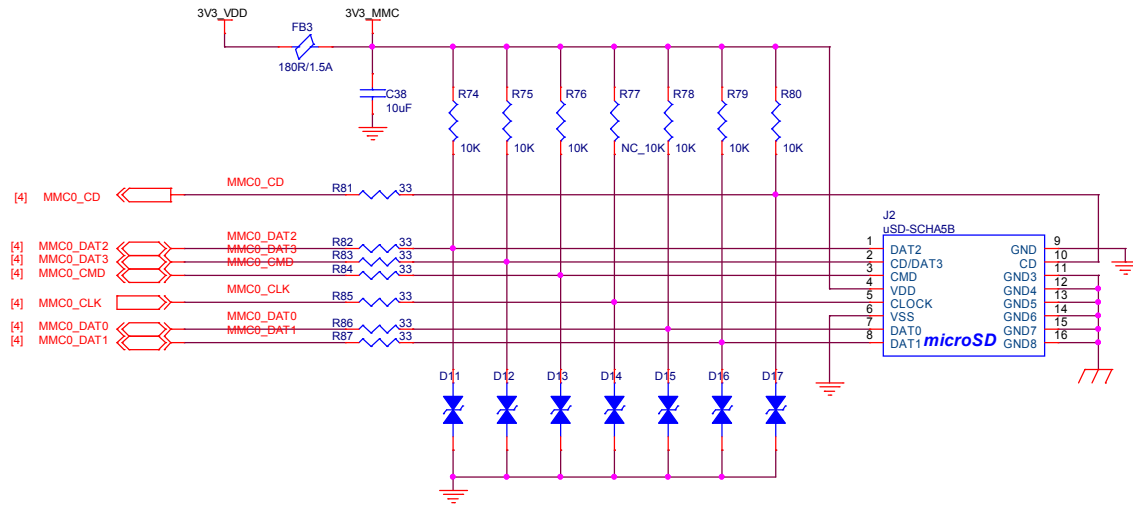 3V3_VDD 3V3_MMC
FB3
180R/1.5A
C38
10uF
R74 R75 R76 R77 R78 R79 R80
10K 10K 10K NC_10K 10K 10K 10K
[4] MMC0_CD MMC0_CD R81 33
[4] MMC0_DAT2 MMC0_DAT2 R82 33
[4] MMC0_DAT3 MMC0_DAT3 R83 33
[4] MMC0_CMD MMC0_CMD R84 33
[4] MMC0_CLK MMC0_CLK R85 33
[4] MMC0_DAT0 MMC0_DAT0 R86 33
[4] MMC0_DAT1 MMC0_DAT1 R87 33
J2
uSD-SCHA5B
1 DAT2 GND 9
2 CD/DAT3 CD 10
3 CMD GND3 11
4 VDD GND4 12
5 CLOCK GND5 13
6 VSS GND6 14
7 DAT0 GND7 15
8 DAT1 microSD GND8 16
D11 D12 D13 D14 D15 D16 D17